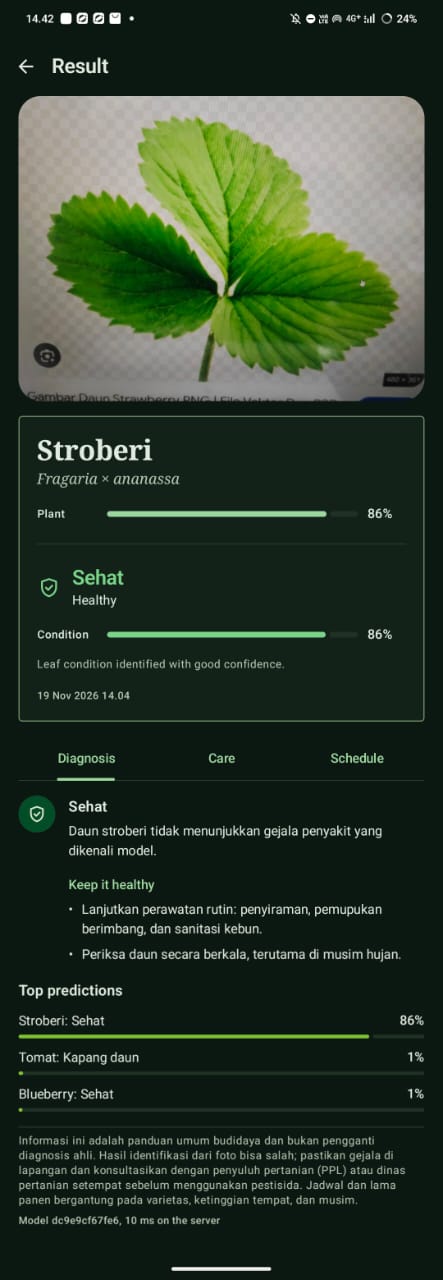 14.42
4G+
24%
Result
Gambar Daun Strawberry PNG | File Vektor Dan PSD
Stroberi
Fragaria × ananassa
Plant 86%
Sehat
Healthy
Condition 86%
Leaf condition identified with good confidence.
19 Nov 2026 14.04
Diagnosis Care Schedule
Sehat
Daun stroberi tidak menunjukkan gejala penyakit yang
dikenali model.
Keep it healthy
• Lanjutkan perawatan rutin: penyiraman, pemupukan
berimbang, dan sanitasi kebun.
• Periksa daun secara berkala, terutama di musim hujan.
Top predictions
Stroberi: Sehat 86%
Tomat: Kapang daun 1%
Blueberry: Sehat 1%
Informasi ini adalah panduan umum budidaya dan bukan pengganti
diagnosis ahli. Hasil identifikasi dari foto bisa salah; pastikan gejala di
lapangan dan konsultasikan dengan penyuluh pertanian (PPL) atau dinas
pertanian setempat sebelum menggunakan pestisida. Jadwal dan lama
panen bergantung pada varietas, ketinggian tempat, dan musim.
Model dc9e9cf67fe6, 10 ms on the server